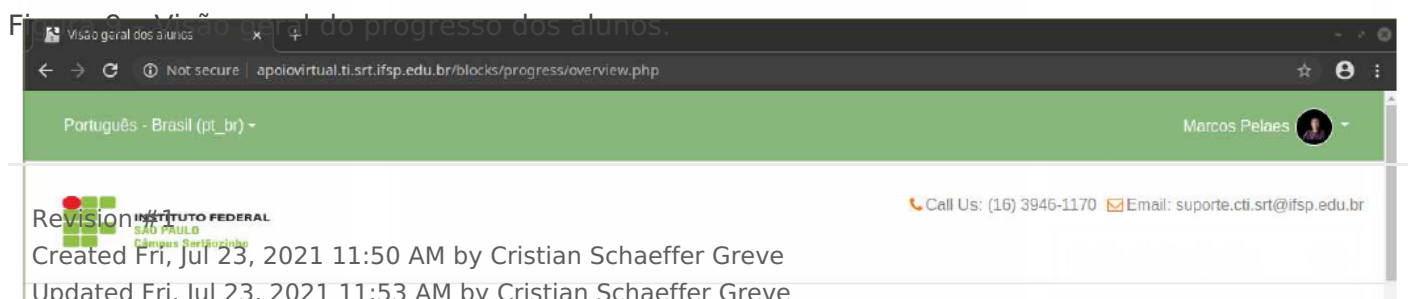 Figura 9 – Visão geral do progresso dos alunos.
Visão geral dos alunos
Not secure apoiovirtual.ti.srt.ifsp.edu.br/blocks/progress/overview.php
Português - Brasil (pt_br)
Marcos Pelaes
Call Us: (16) 3946-1170 Email: suporte.cti.srt@ifsp.edu.br
INSTITUTO FEDERAL
SÃO PAULO
Câmpus Sertãozinho
Revision #1
Created Fri, Jul 23, 2021 11:50 AM by Cristian Schaeffer Greve
Updated Fri, Jul 23, 2021 11:53 AM by Cristian Schaeffer Greve